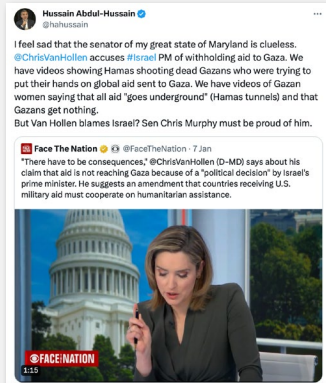 Hussain Abdul-Hussain
@hahussain
I feel sad that the senator of my great state of Maryland is clueless.
@ChrisVanHollen accuses #Israel PM of withholding aid to Gaza. We
have videos showing Hamas shooting dead Gazans who were trying to
put their hands on global aid sent to Gaza. We have videos of Gazan
women saying that all aid "goes underground" (Hamas tunnels) and that
Gazans get nothing.
But Van Hollen blames Israel? Sen Chris Murphy must be proud of him.
Face The Nation @FaceTheNation · 7 Jan
"There have to be consequences," @ChrisVanHollen (D-MD) says about his
claim that aid is not reaching Gaza because of a "political decision" by Israel's
prime minister. He suggests an amendment that countries receiving U.S.
military aid must cooperate on humanitarian assistance.
FACE THE NATION
1:15